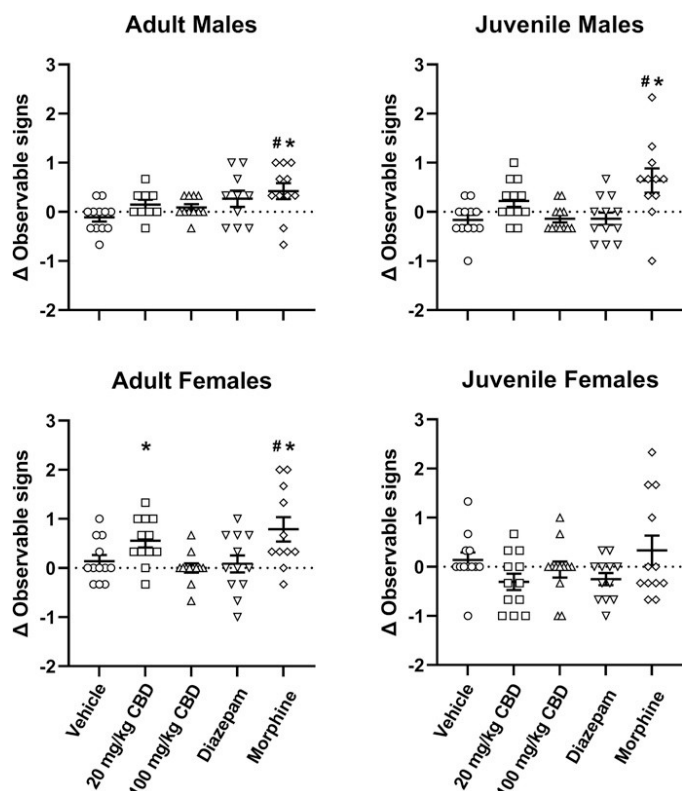 Adult Males
Δ Observable signs
3
2
1
0
-1
-2
# *
Juvenile Males
Δ Observable signs
3
2
1
0
-1
-2
# *
Adult Females
Δ Observable signs
3
2
1
0
-1
-2
*
# *
Vehicle
20 mg/kg CBD
100 mg/kg CBD
Diazepam
Morphine
Juvenile Females
Δ Observable signs
3
2
1
0
-1
-2
Vehicle
20 mg/kg CBD
100 mg/kg CBD
Diazepam
Morphine